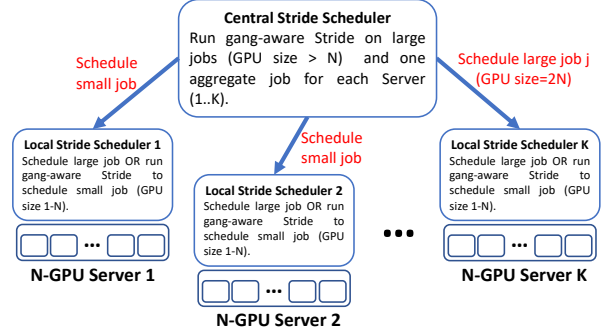 Central Stride Scheduler
Run gang-aware Stride on large
jobs (GPU size > N) and one
aggregate job for each Server
(1..K).
Schedule
small job
Schedule large job j
(GPU size=2N)
Schedule
small job
Local Stride Scheduler 1
Schedule large job OR run
gang-aware Stride to
schedule small job (GPU
size 1-N).
...
N-GPU Server 1
Local Stride Scheduler 2
Schedule large job OR run
gang-aware Stride to
schedule small job (GPU
size 1-N).
...
N-GPU Server 2
...
Local Stride Scheduler K
Schedule large job OR run
gang-aware Stride to
schedule small job (GPU
size 1-N).
...
N-GPU Server K